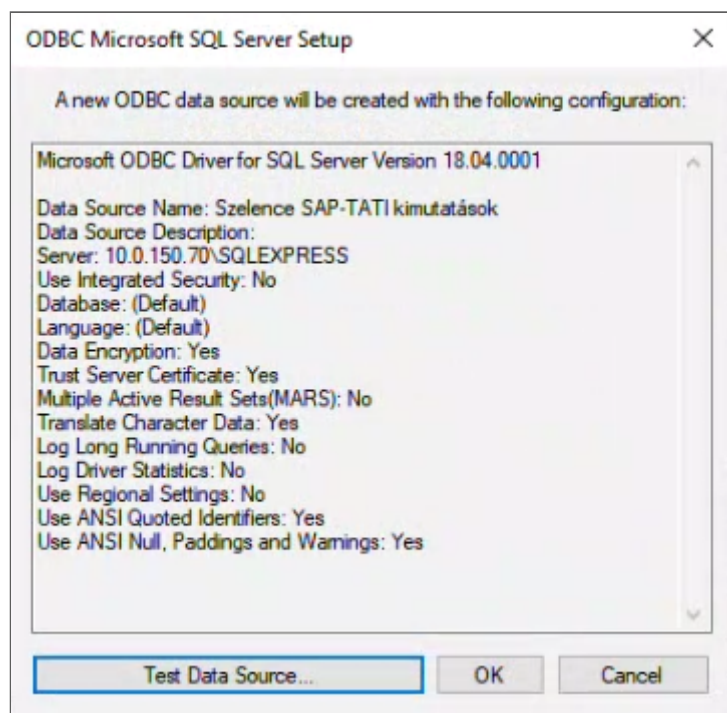 ODBC Microsoft SQL Server Setup
A new ODBC data source will be created with the following configuration:
Microsoft ODBC Driver for SQL Server Version 18.04.0001
Data Source Name: Szelence SAP-TATI kimutatások
Data Source Description:
Server: 10.0.150.70\SQLEXPRESS
Use Integrated Security: No
Database: (Default)
Language: (Default)
Data Encryption: Yes
Trust Server Certificate: Yes
Multiple Active Result Sets(MARS): No
Translate Character Data: Yes
Log Long Running Queries: No
Log Driver Statistics: No
Use Regional Settings: No
Use ANSI Quoted Identifiers: Yes
Use ANSI Null, Paddings and Warnings: Yes
Test Data Source... OK Cancel